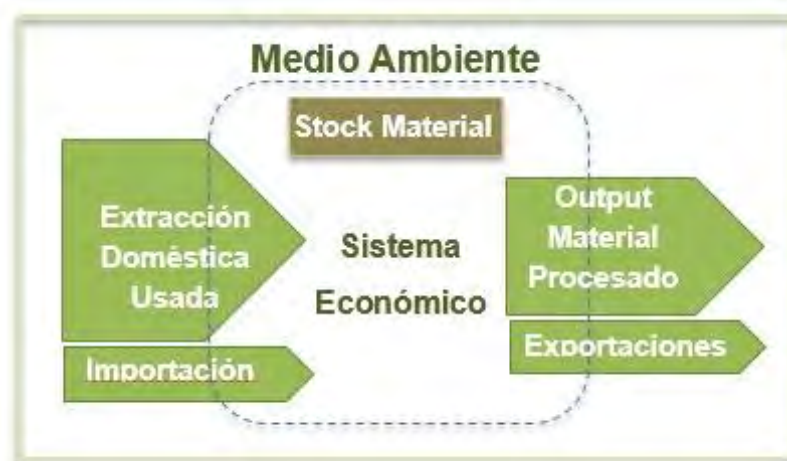 Medio Ambiente
Stock Material
Extracción
Doméstica
Usada
Importación
Sistema
Económico
Output
Material
Procesado
Exportaciones